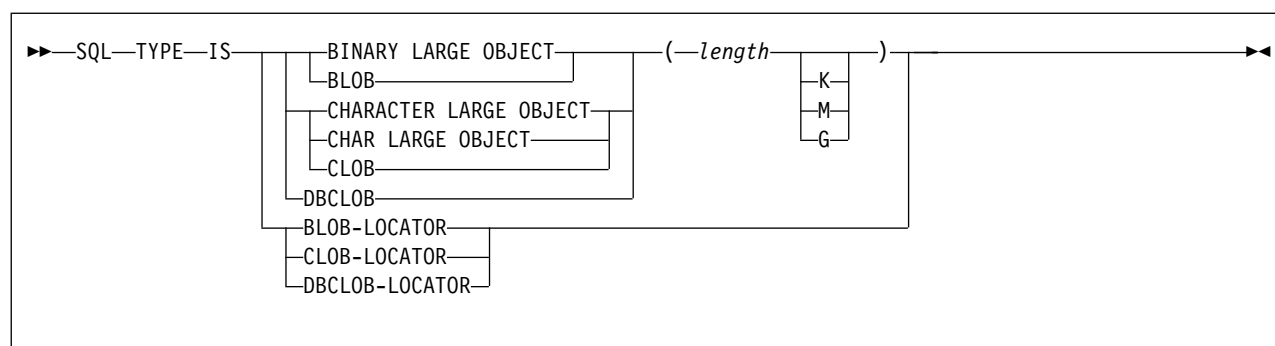 SQL TYPE IS BINARY LARGE OBJECT ( length )
BLOB K
CHARACTER LARGE OBJECT M
CHAR LARGE OBJECT G
CLOB
DBCLOB
BLOB-LOCATOR
CLOB-LOCATOR
DBCLOB-LOCATOR